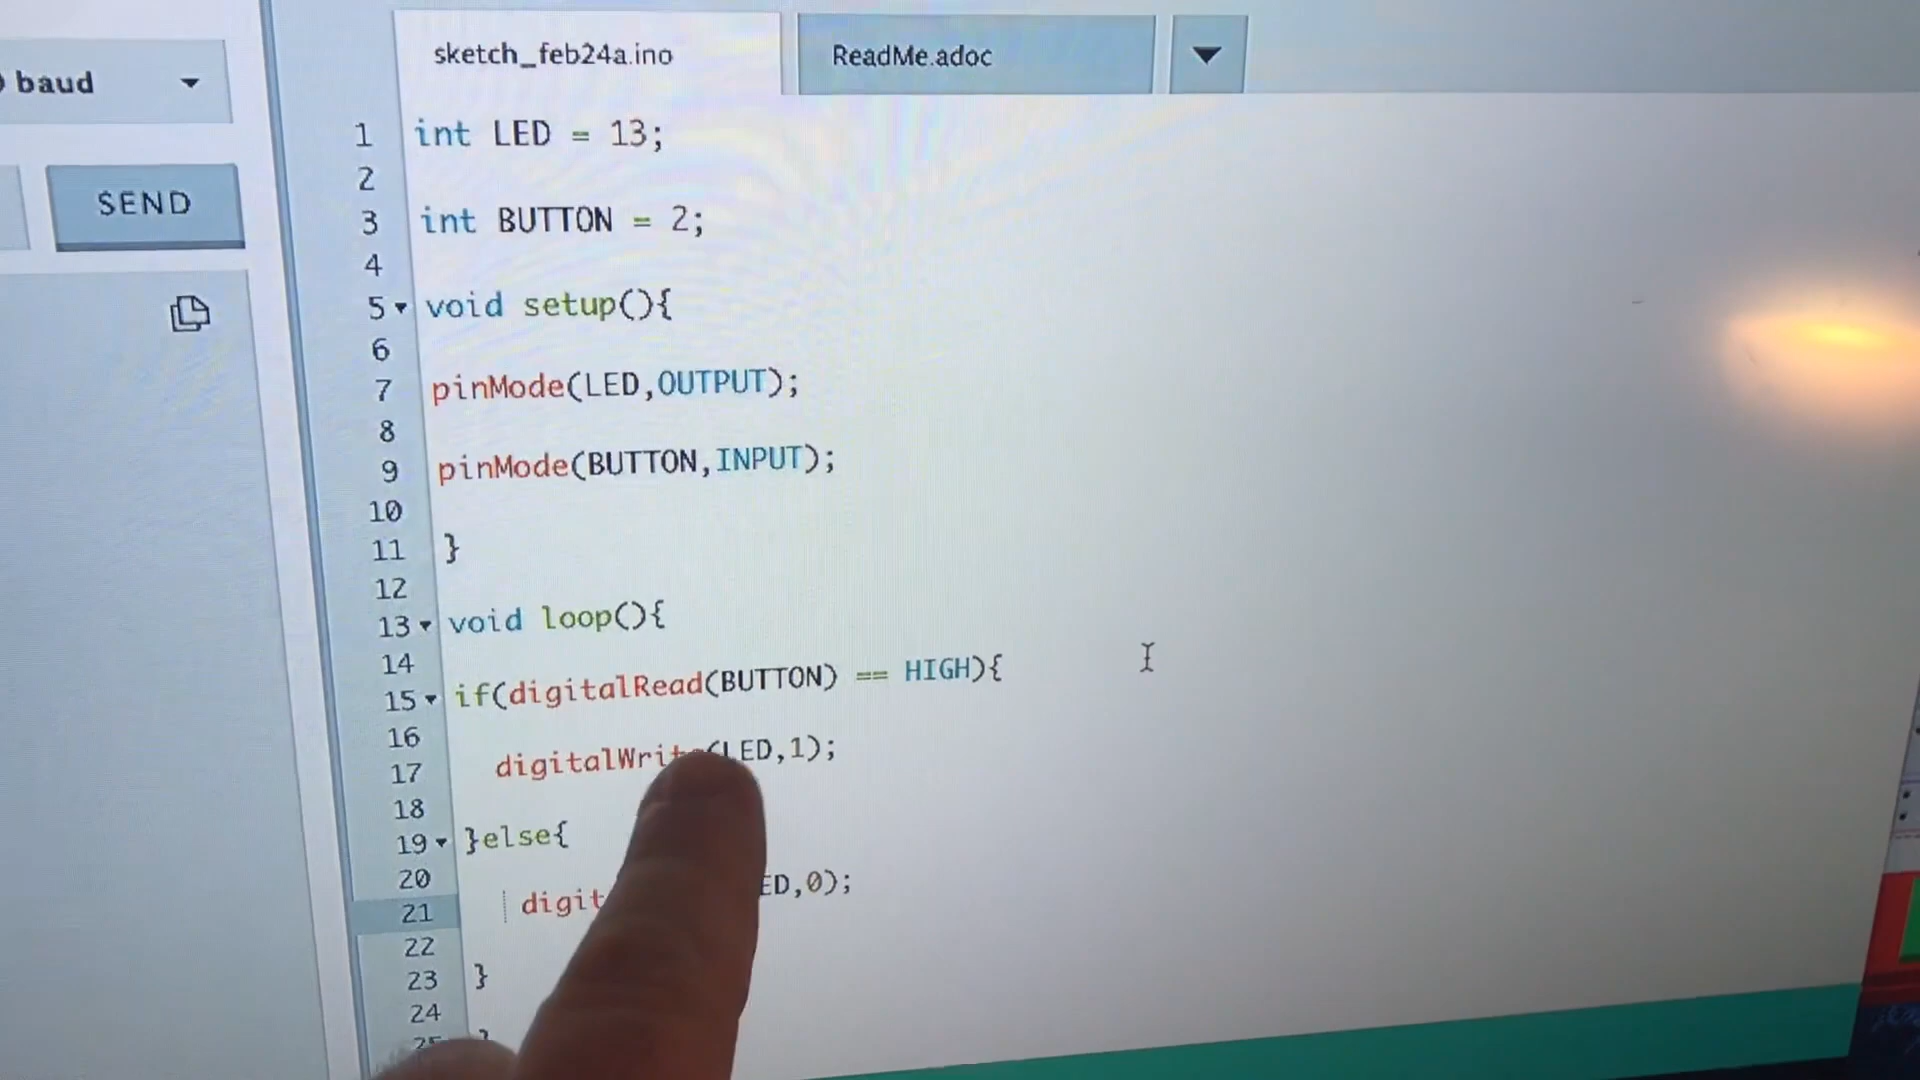 baud
SEND
sketch_feb24a.ino
ReadMe.adoc
1 int LED = 13;
2
3 int BUTTON = 2;
4
5 void setup(){
6
7 pinMode(LED,OUTPUT);
8
9 pinMode(BUTTON,INPUT);
10
11 }
12
13 void loop(){
14
15 if(digitalRead(BUTTON) == HIGH){
16
17 digitalWrite(LED,1);
18
19 }else{
20
21 digit ED,0);
22
23 }
24